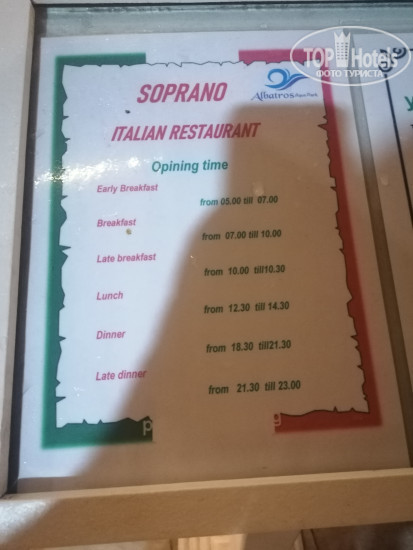 TOP Hotels
ФОТО ТУРИСТА
SOPRANO
Albatros Aqua Park
ITALIAN RESTAURANT
Opining time
Early Breakfast
from 05.00 till 07.00
Breakfast
from 07.00 till 10.00
Late breakfast
from 10.00 till10.30
Lunch
from 12.30 till 14.30
Dinner
from 18.30 till21.30
Late dinner
from 21.30 till 23.00